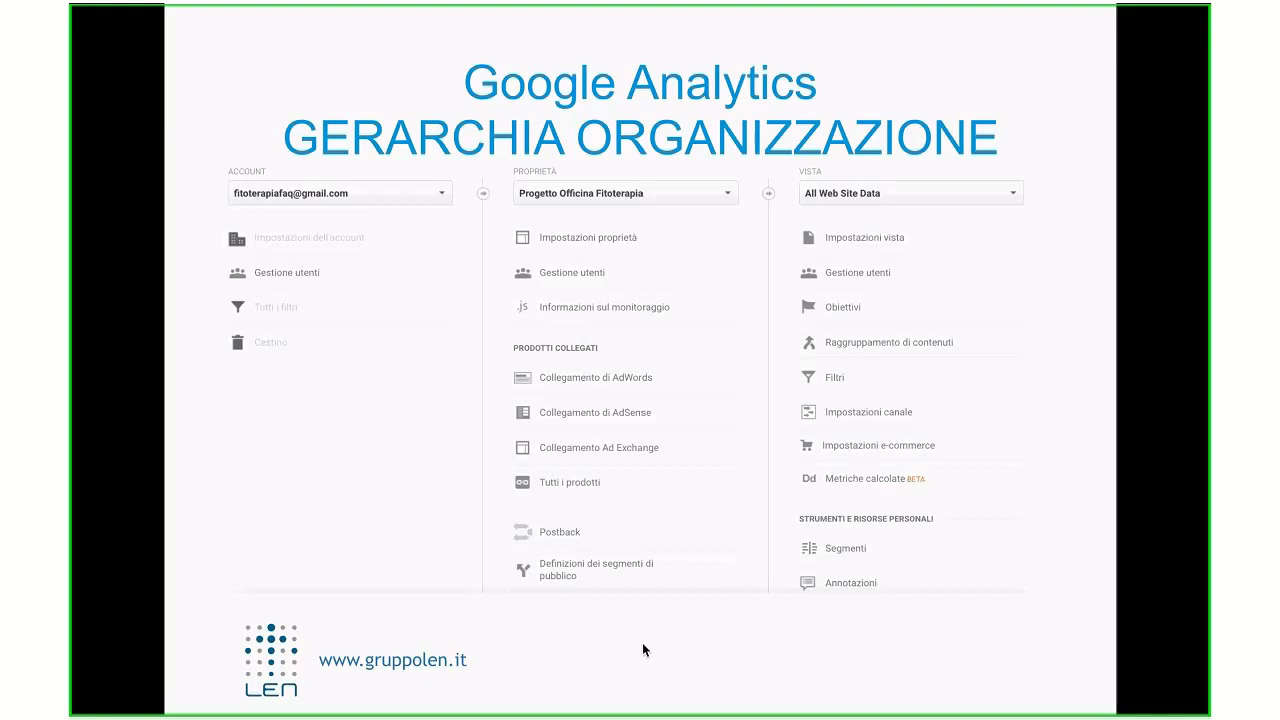 Google Analytics
GERARCHIA ORGANIZZAZIONE
ACCOUNT
fitoterapiafaq@gmail.com
Impostazioni dell'account
Gestione utenti
Tutti i filtri
Cestino
PROPRIETÀ
Progetto Officina Fitoterapia
Impostazioni proprietà
Gestione utenti
.js Informazioni sul monitoraggio
PRODOTTI COLLEGATI
Collegamento di AdWords
Collegamento di AdSense
Collegamento Ad Exchange
Tutti i prodotti
Postback
Definizioni dei segmenti di
pubblico
VISTA
All Web Site Data
Impostazioni vista
Gestione utenti
Obiettivi
Raggruppamento di contenuti
Filtri
Impostazioni canale
Impostazioni e-commerce
Dd Metriche calcolate BETA
STRUMENTI E RISORSE PERSONALI
Segmenti
Annotazioni
LEN
www.gruppolen.it